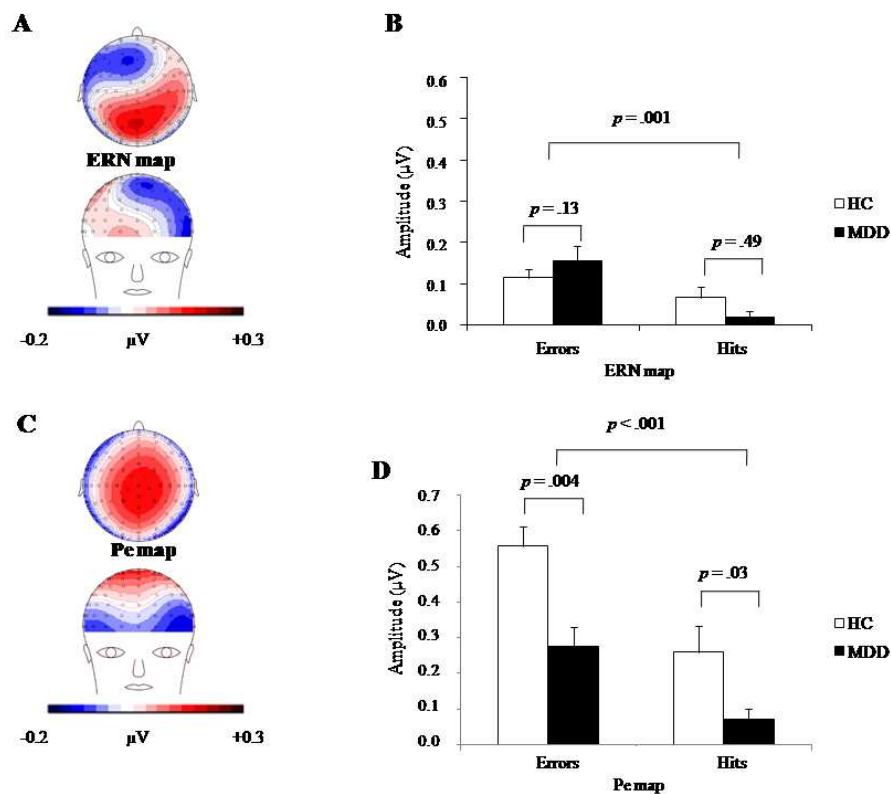 A
ERN map
-0.2 µV +0.3
B
0.6
0.5
0.4
0.3
0.2
0.1
0.0
Amplitude (µV)
p = .001
p = .13
p = .49
HC
MDD
Errors Hits
ERN map
C
Pe map
-0.2 µV +0.3
D
p < .001
p = .004
p = .03
0.7
0.6
0.5
0.4
0.3
0.2
0.1
0.0
Amplitude (µV)
HC
MDD
Errors Hits
Pe map